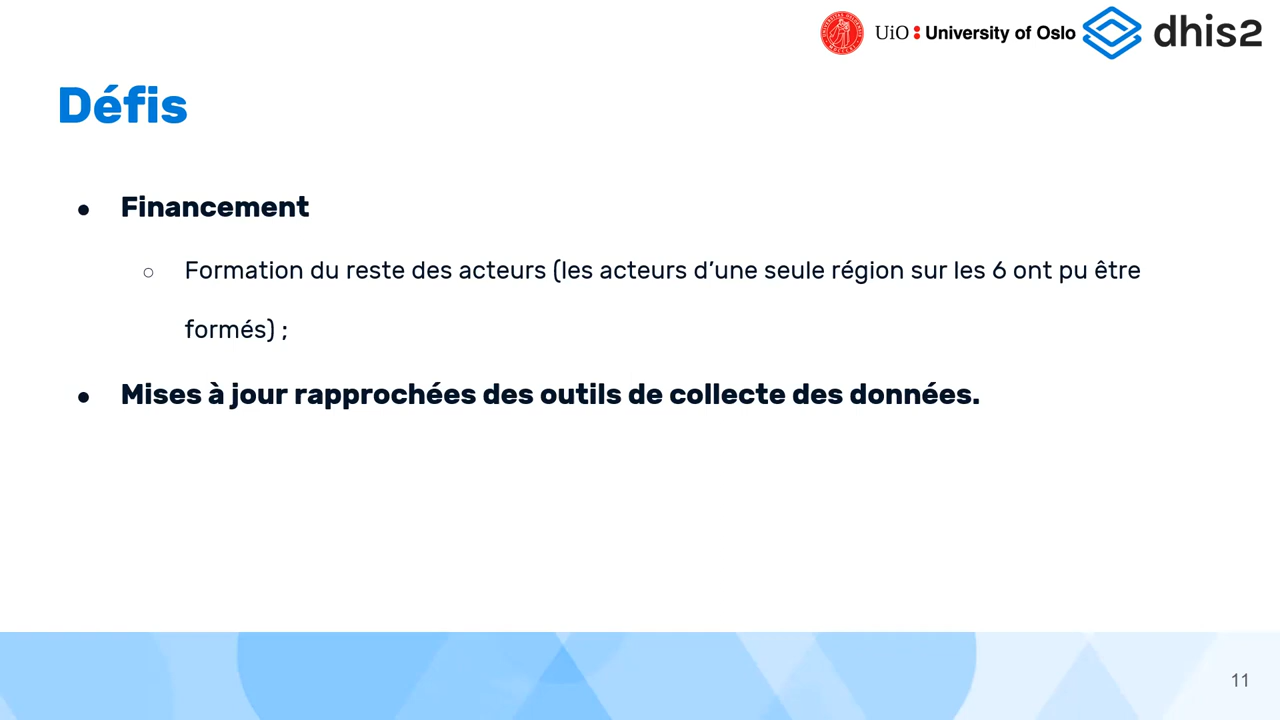 UiO : University of Oslo dhis2
Défis
● Financement
○ Formation du reste des acteurs (les acteurs d’une seule région sur les 6 ont pu être
formés) ;
● Mises à jour rapprochées des outils de collecte des données.
11